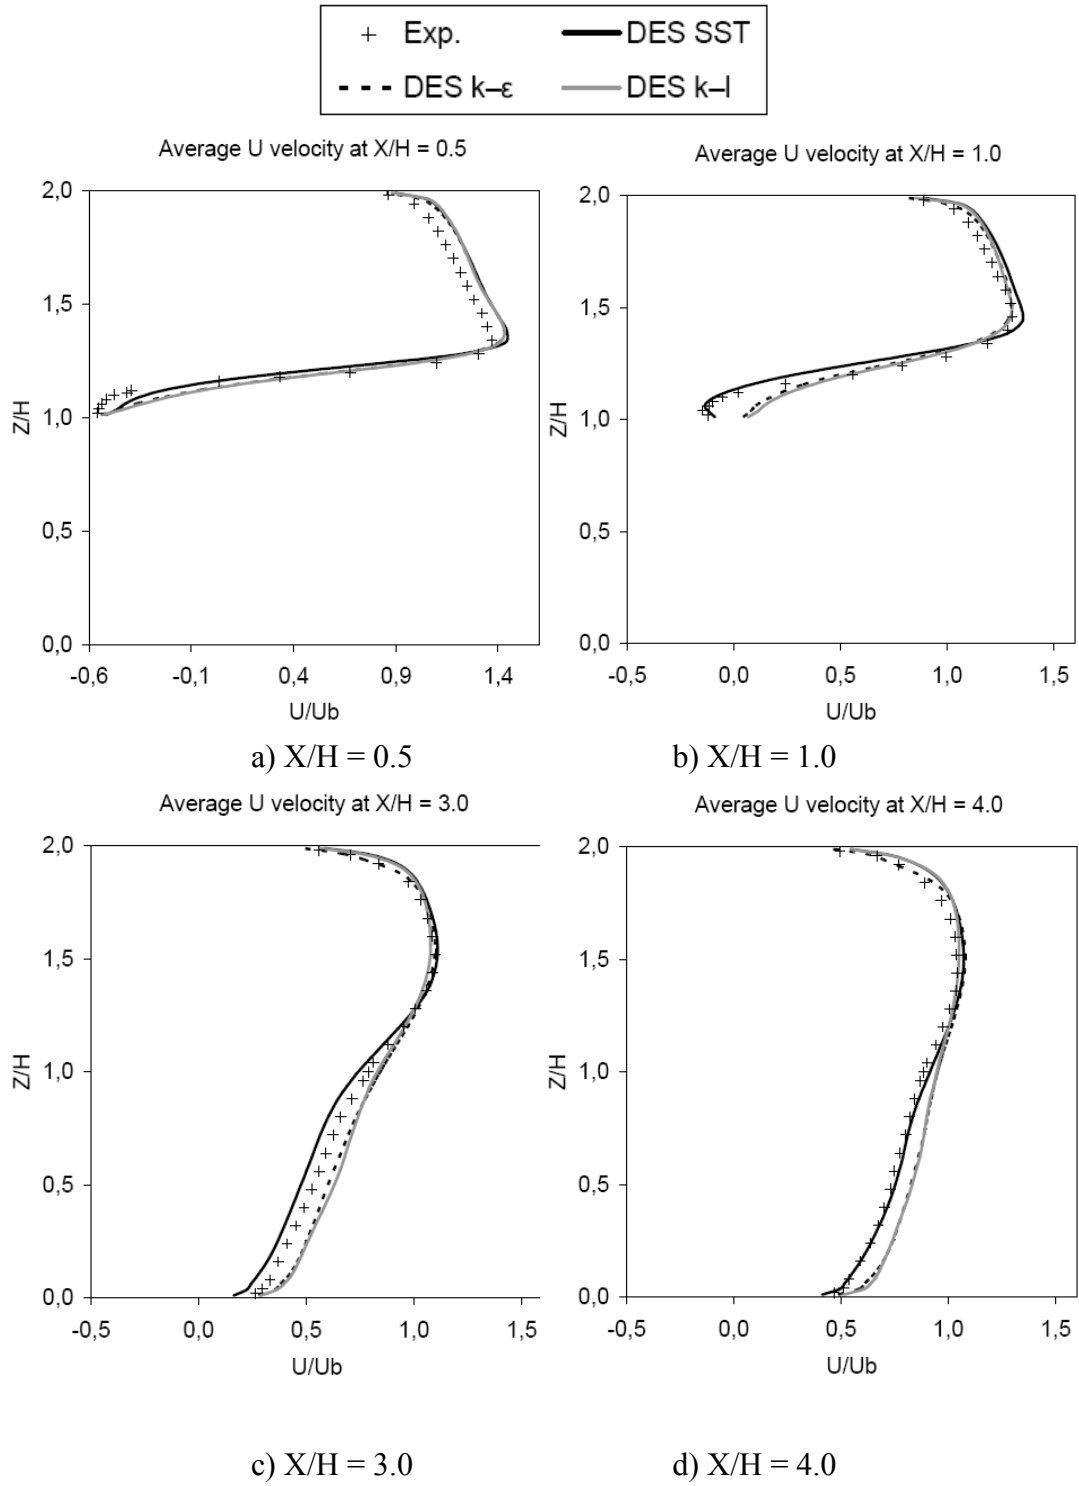 Exp.
DES SST
DES k–ε
DES k–l
Average U velocity at X/H = 0.5
2,0
1,5
1,0
0,5
0,0
Z/H
-0,6
-0,1
0,4
0,9
1,4
U/Ub
a) X/H = 0.5
Average U velocity at X/H = 1.0
2,0
1,5
1,0
0,5
0,0
Z/H
-0,5
0,0
0,5
1,0
1,5
U/Ub
b) X/H = 1.0
Average U velocity at X/H = 3.0
2,0
1,5
1,0
0,5
0,0
Z/H
-0,5
0,0
0,5
1,0
1,5
U/Ub
c) X/H = 3.0
Average U velocity at X/H = 4.0
2,0
1,5
1,0
0,5
0,0
Z/H
-0,5
0,0
0,5
1,0
1,5
U/Ub
d) X/H = 4.0